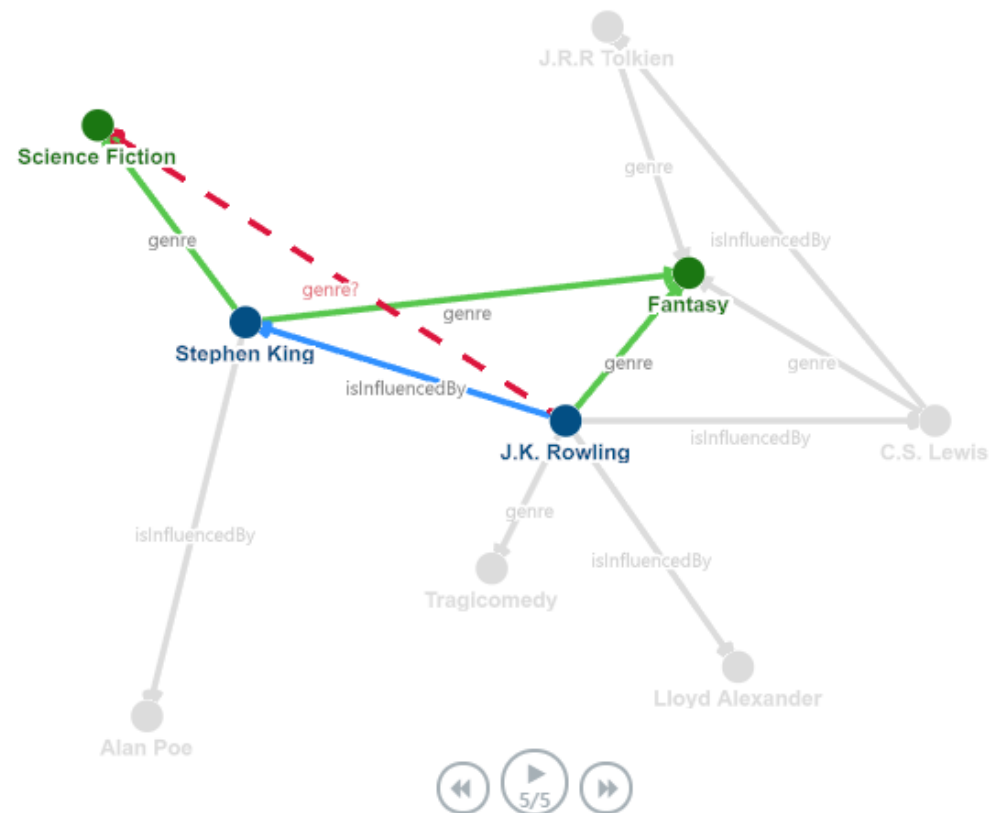 J.R.R Tolkien
Science Fiction
genre
isInfluencedBy
genre
genre?
Fantasy
genre
Stephen King
genre
genre
isInfluencedBy
isInfluencedBy
J.K. Rowling
C.S. Lewis
genre
isInfluencedBy
isInfluencedBy
Tragicomedy
Lloyd Alexander
Alan Poe
5/5